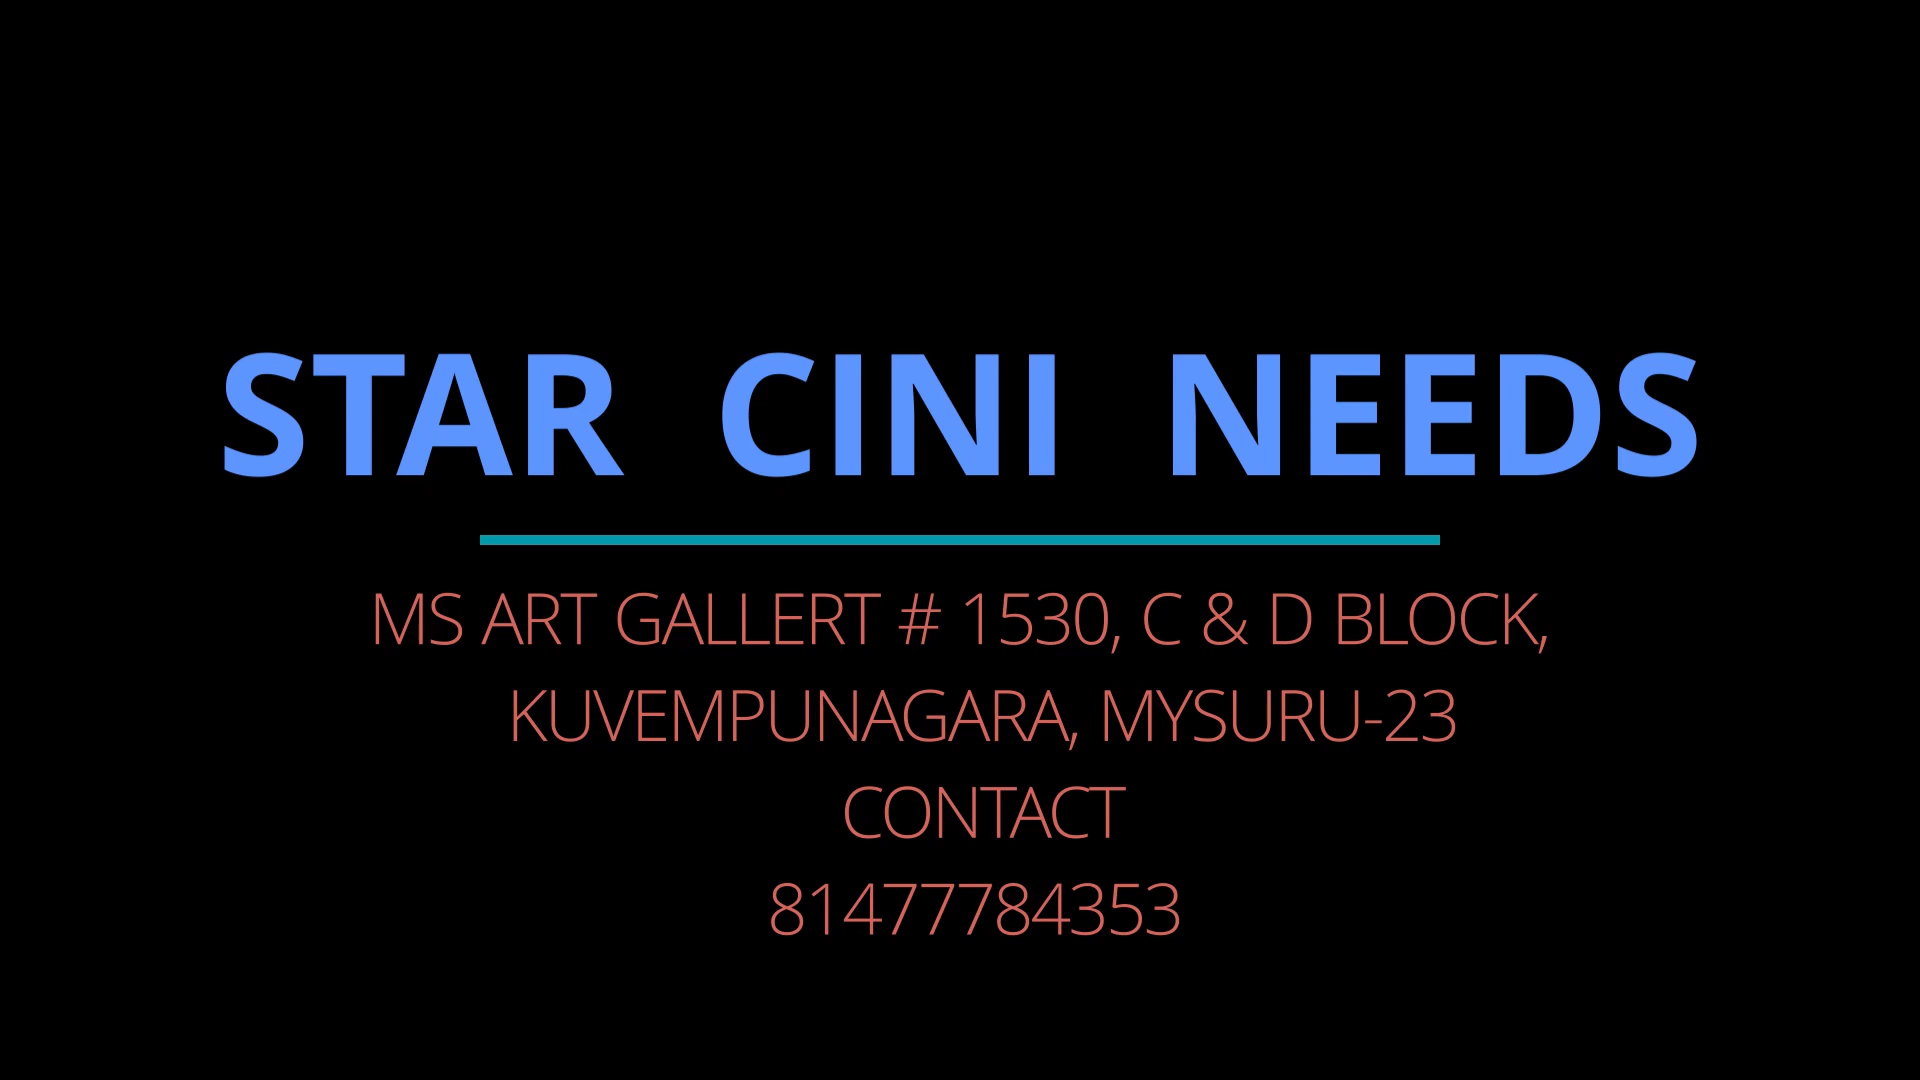 STAR CINI NEEDS
MS ART GALLERT # 1530, C & D BLOCK,
KUVEMPUNAGARA, MYSURU-23
CONTACT
81477784353